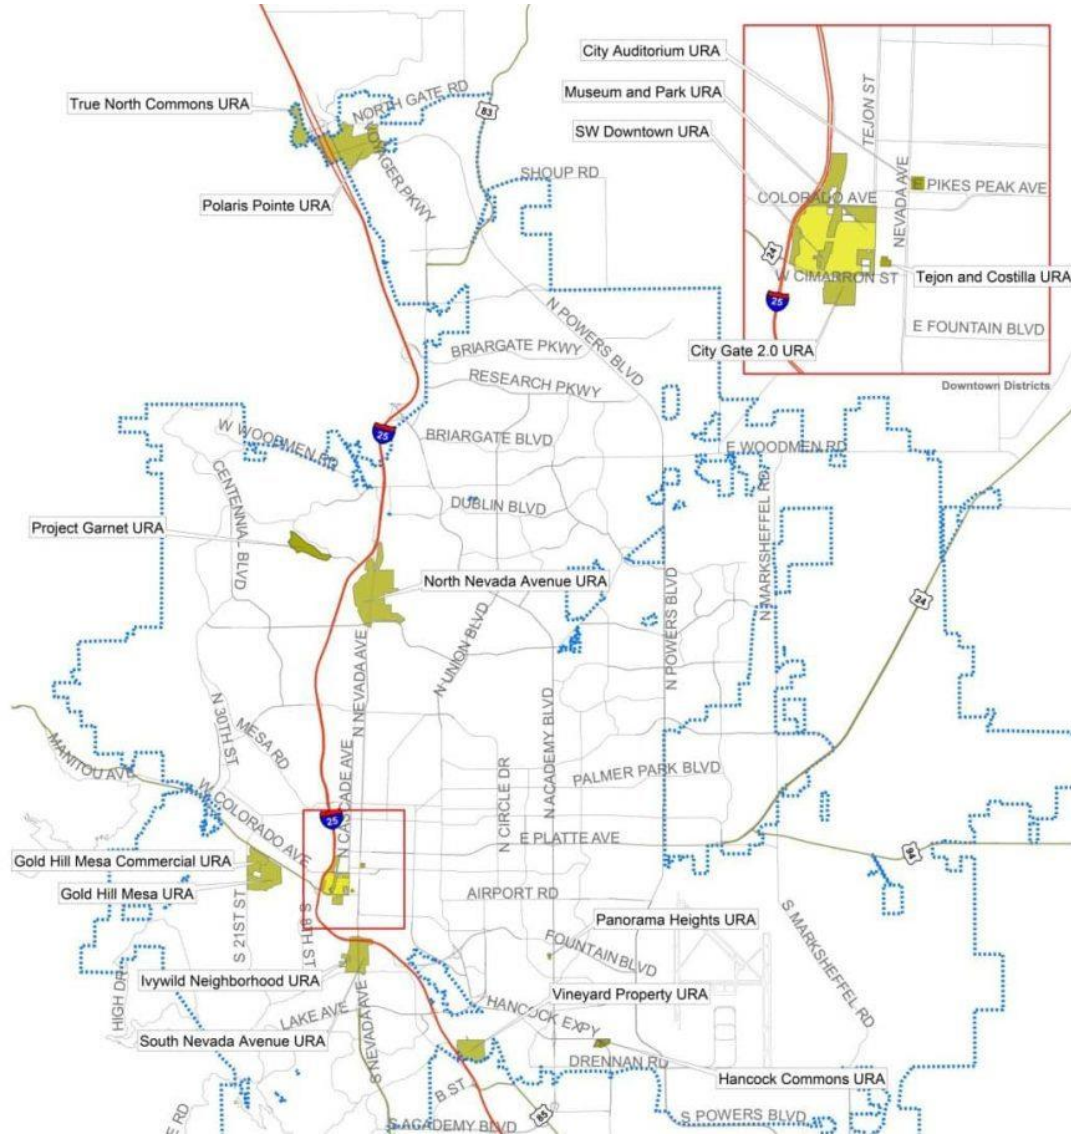 True North Commons URA
NORTH GATE RD
83
VOYAGER PKWY
Polaris Pointe URA
SHOUP RD
City Auditorium URA
Museum and Park URA
SW Downtown URA
TEJON ST
NEVADA AVE
E PIKES PEAK AVE
COLORADO AVE
24
W CIMARRON ST
Tejon and Costilla URA
25
E FOUNTAIN BLVD
City Gate 2.0 URA
Downtown Districts
N POWERS BLVD
BRIARGATE PKWY
RESEARCH PKWY
25
BRIARGATE BLVD
W WOODMEN RD
E WOODMEN RD
CENTENNIAL BLVD
DUBLIN BLVD
N MARKSHEFFEL RD
Project Garnet URA
North Nevada Avenue URA
24
N UNION BLVD
N POWERS BLVD
N NEVADA AVE
N 30TH ST
MESA RD
N ACADEMY BLVD
MANITOU AVE
PALMER PARK BLVD
W COLORADO AVE
25
N CASCADE AVE
N CIRCLE DR
E PLATTE AVE
94
Gold Hill Mesa Commercial URA
Gold Hill Mesa URA
AIRPORT RD
S 21ST ST
S 8TH ST
Panorama Heights URA
S MARKSHEFFEL RD
FOUNTAIN BLVD
Ivywild Neighborhood URA
HIGH DR
Vineyard Property URA
LAKE AVE
HANCOCK EXPY
South Nevada Avenue URA
S NEVADA AVE
DRENNAN RD
Hancock Commons URA
B ST
85
S POWERS BLVD
S ACADEMY BLVD